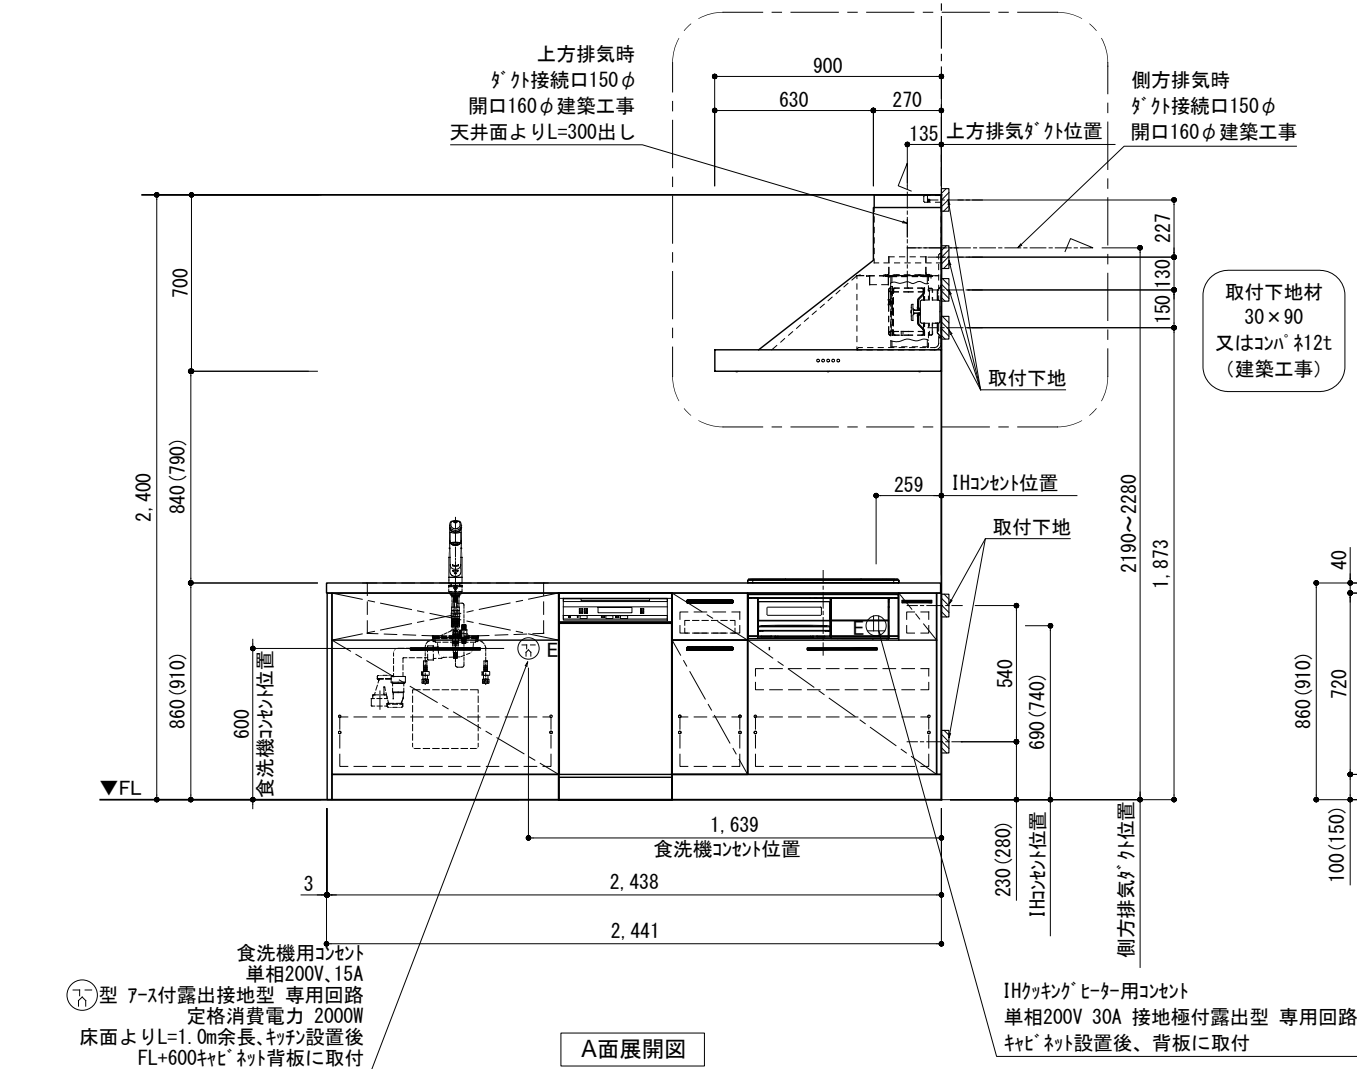 上方排気時
ダクト接続口150φ
開口160φ建築工事
天井面よりL=300出し
900
630
270
135
上方排気ダクト位置
側方排気時
ダクト接続口150φ
開口160φ建築工事
227
130
150
取付下地材
30×90
又はコンパネ12t
(建築工事)
取付下地
700
2,400
840(790)
259
IHコンセント位置
取付下地
2190～2280
1,873
E
E
860(910)
600
食洗機コンセント位置
540
690(740)
40
860(910)
720
▼FL
1,639
食洗機コンセント位置
230(280)
IHコンセント位置
側方排気ダクト位置
100(150)
3
2,438
2,441
食洗機用コンセント
単相200V、15A
型 アース付露出接地型 専用回路
定格消費電力 2000W
床面よりL=1.0m余長、キッチン設置後
FL+600キャビネット背板に取付
A面展開図
IHクッキングヒーター用コンセント
単相200V 30A 接地極付露出型 専用回路
キャビネット設置後、背板に取付